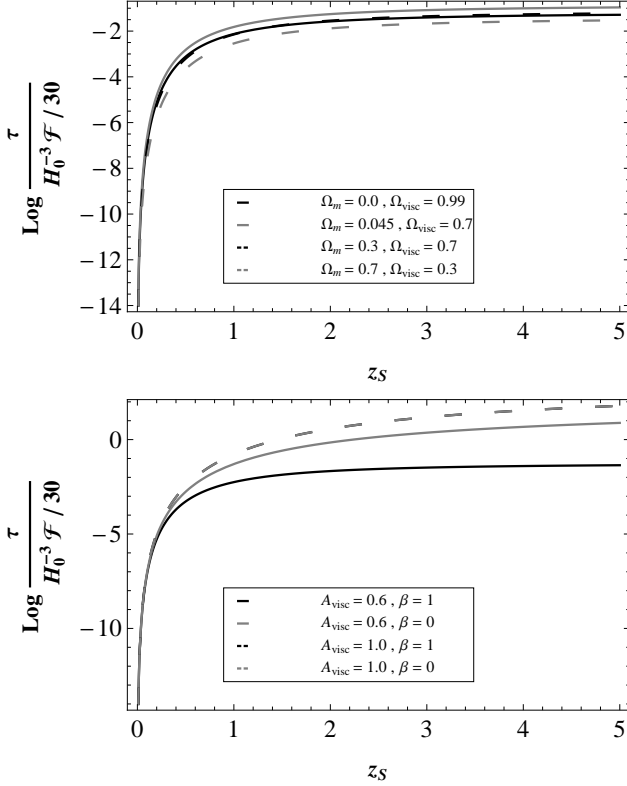 −2
−4
−6
−8
−10
−12
−14
Log τ / H₀⁻³ ℱ / 30
Ωₘ = 0.0 , Ωvisc = 0.99
Ωₘ = 0.045 , Ωvisc = 0.7
Ωₘ = 0.3 , Ωvisc = 0.7
Ωₘ = 0.7 , Ωvisc = 0.3
0 1 2 3 4 5
zS
0
−5
−10
Log τ / H₀⁻³ ℱ / 30
Avisc = 0.6 , β = 1
Avisc = 0.6 , β = 0
Avisc = 1.0 , β = 1
Avisc = 1.0 , β = 0
0 1 2 3 4 5
zS